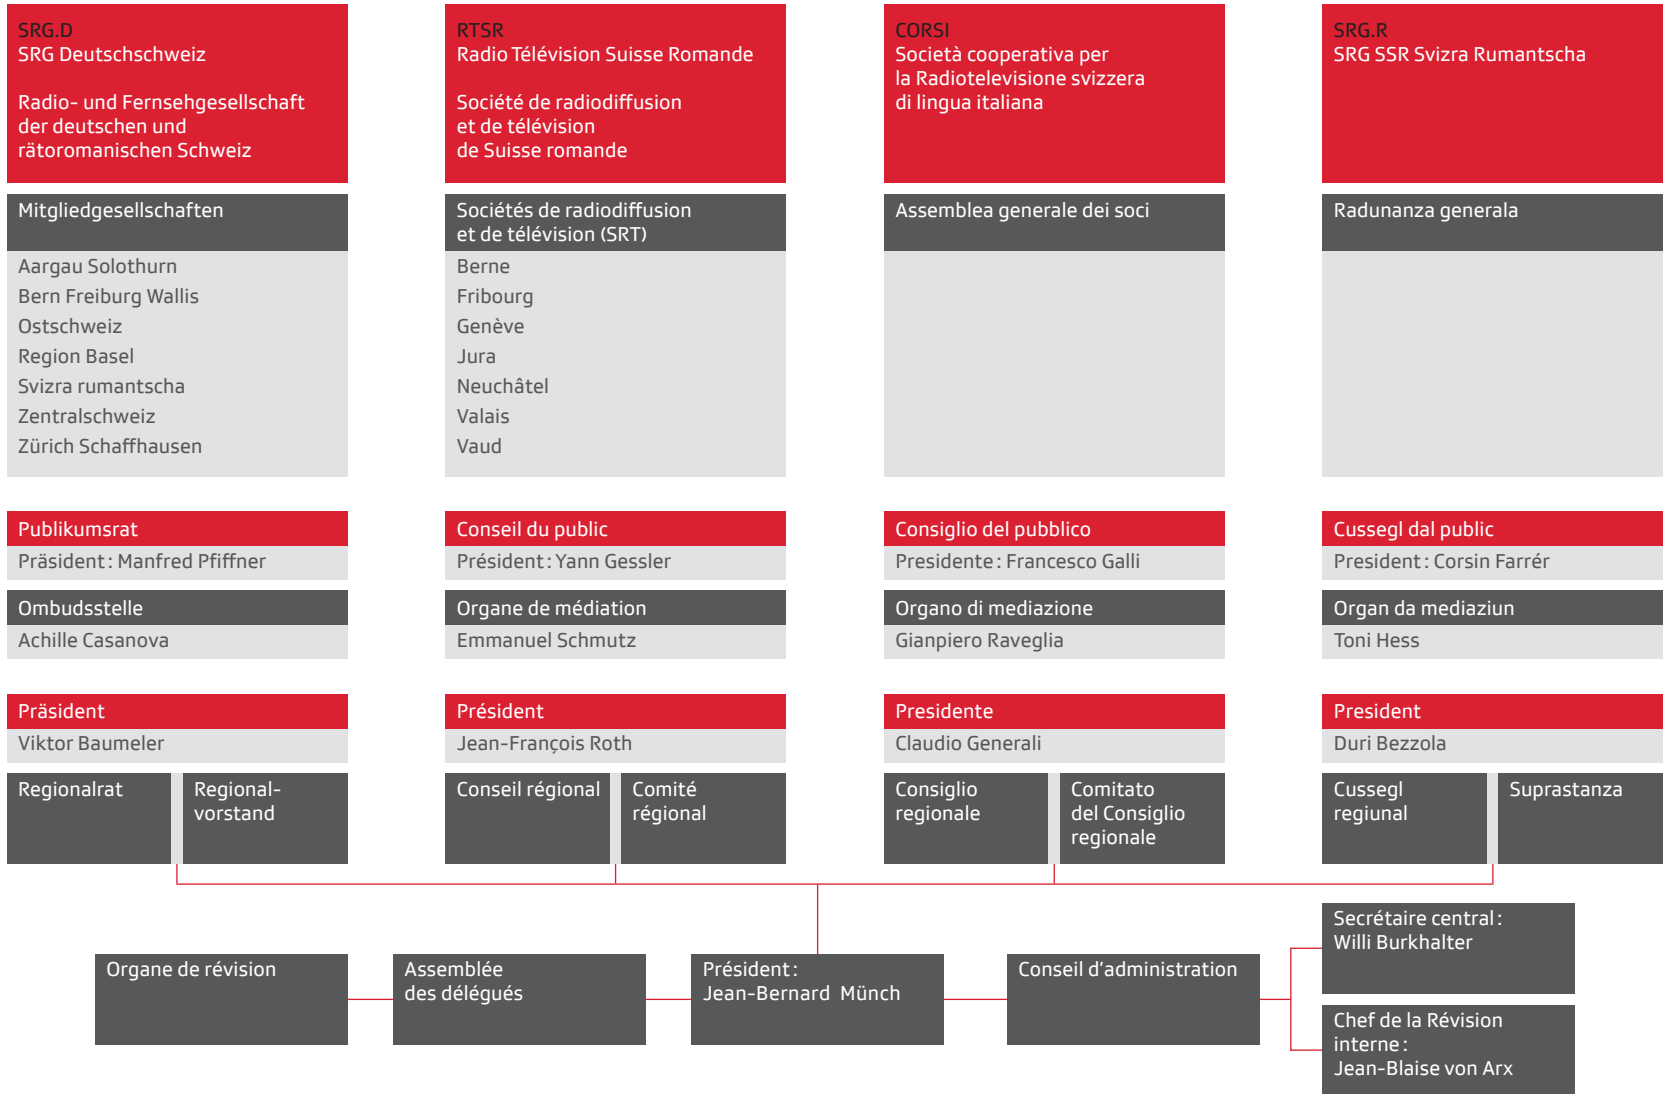 SRG.D
SRG Deutschschweiz
Radio- und Fernsehgesellschaft
der deutschen und
rätoromanischen Schweiz
Mitgliedgesellschaften
Aargau Solothurn
Bern Freiburg Wallis
Ostschweiz
Region Basel
Svizra rumantscha
Zentralschweiz
Zürich Schaffhausen
Publikumsrat
Präsident: Manfred Pfiffner
Ombudsstelle
Achille Casanova
Präsident
Viktor Baumeler
Regionalrat
Regional-
vorstand
RTSR
Radio Télévision Suisse Romande
Société de radiodiffusion
et de télévision
de Suisse romande
Sociétés de radiodiffusion
et de télévision (SRT)
Berne
Fribourg
Genève
Jura
Neuchâtel
Valais
Vaud
Conseil du public
Président: Yann Gessler
Organe de médiation
Emmanuel Schmutz
Président
Jean-François Roth
Conseil régional
Comité
régional
CORSI
Società cooperativa per
la Radiotelevisione svizzera
di lingua italiana
Assemblea generale dei soci
Consiglio del pubblico
Presidente: Francesco Galli
Organo di mediazione
Gianpiero Raveglia
Presidente
Claudio Generali
Consiglio
regionale
Comitato
del Consiglio
regionale
SRG.R
SRG SSR Svizra Rumantscha
Radunanza generala
Cussegl dal public
President: Corsin Farrér
Organ da mediaziun
Toni Hess
President
Duri Bezzola
Cussegl
regiunal
Suprastanza
Organe de révision
Assemblée
des délégués
Président:
Jean-Bernard Münch
Conseil d'administration
Secrétaire central:
Willi Burkhalter
Chef de la Révision
interne:
Jean-Blaise von Arx